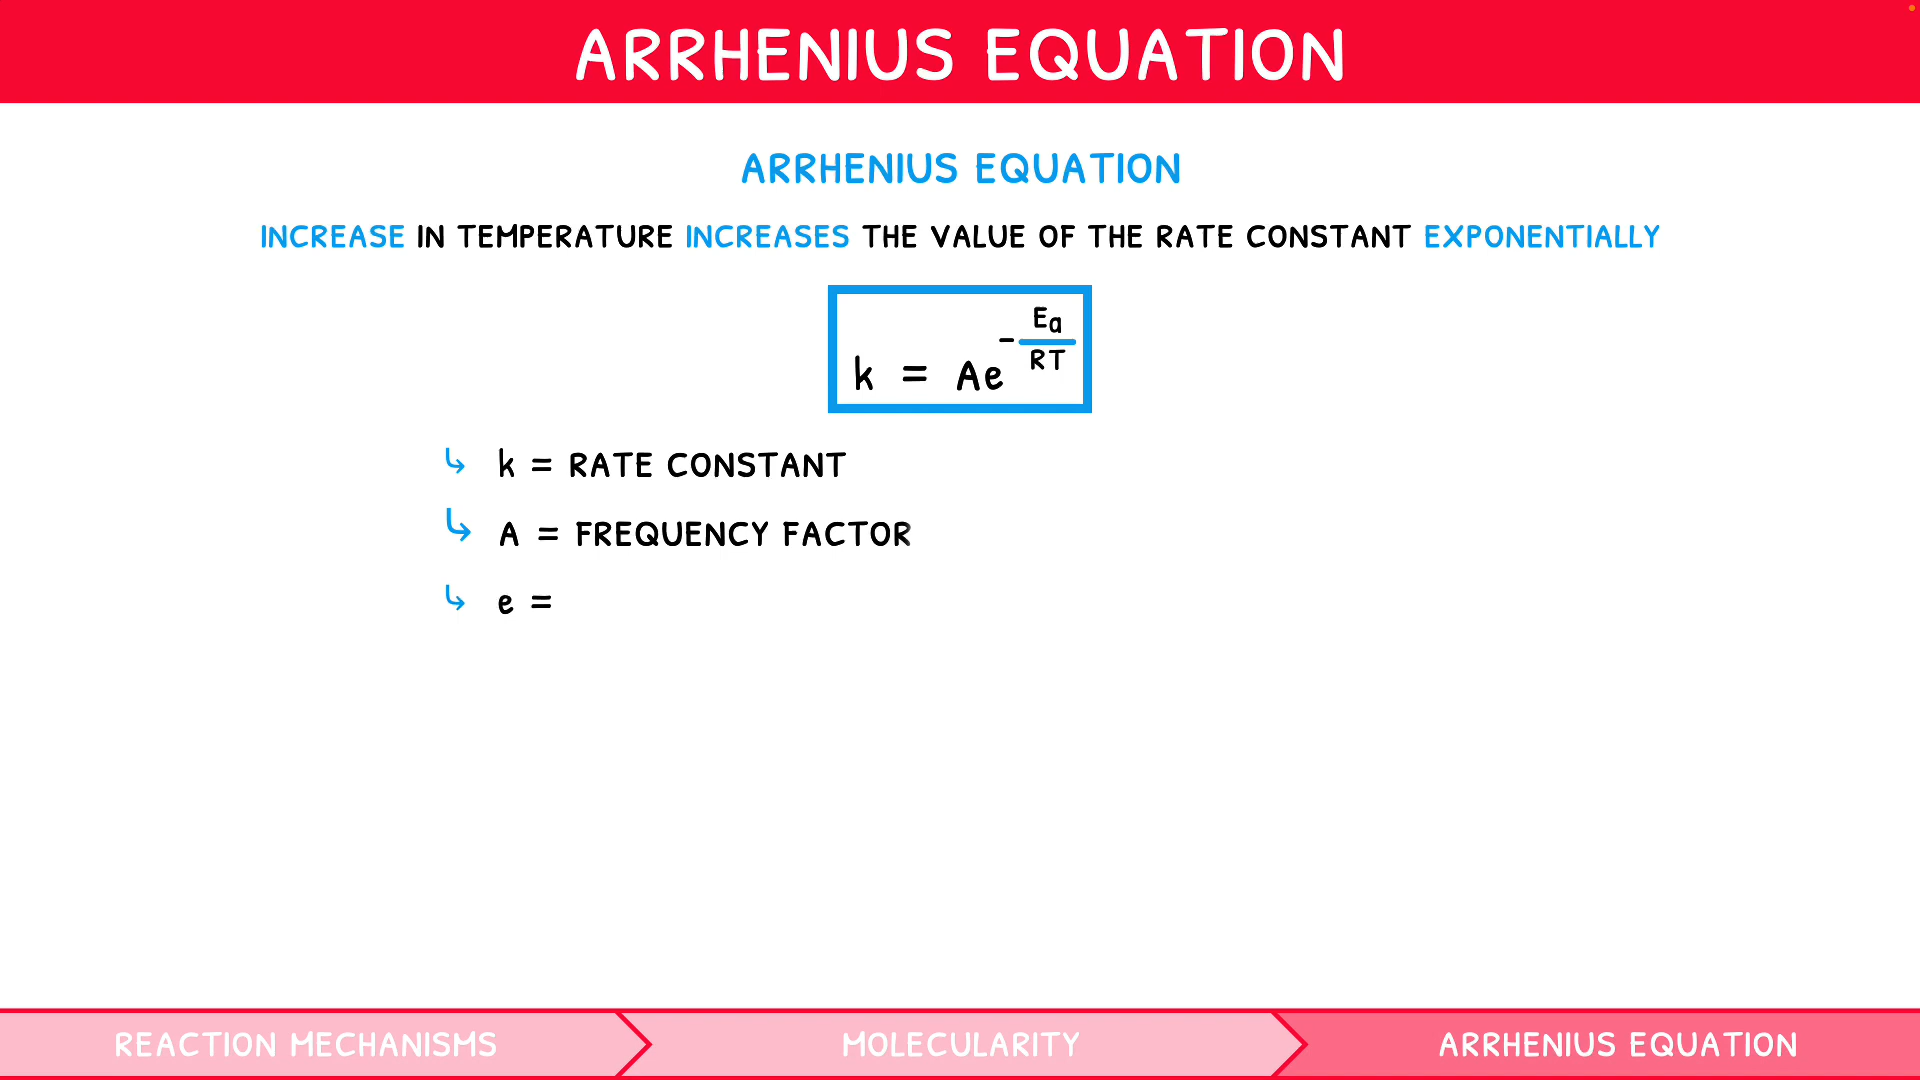 ARRHENIUS EQUATION
ARRHENIUS EQUATION
INCREASE IN TEMPERATURE INCREASES THE VALUE OF THE RATE CONSTANT EXPONENTIALLY
k = Ae^(-Ea/RT)
↳ k = RATE CONSTANT
↳ A = FREQUENCY FACTOR
↳ e =
REACTION MECHANISMS
MOLECULARITY
ARRHENIUS EQUATION